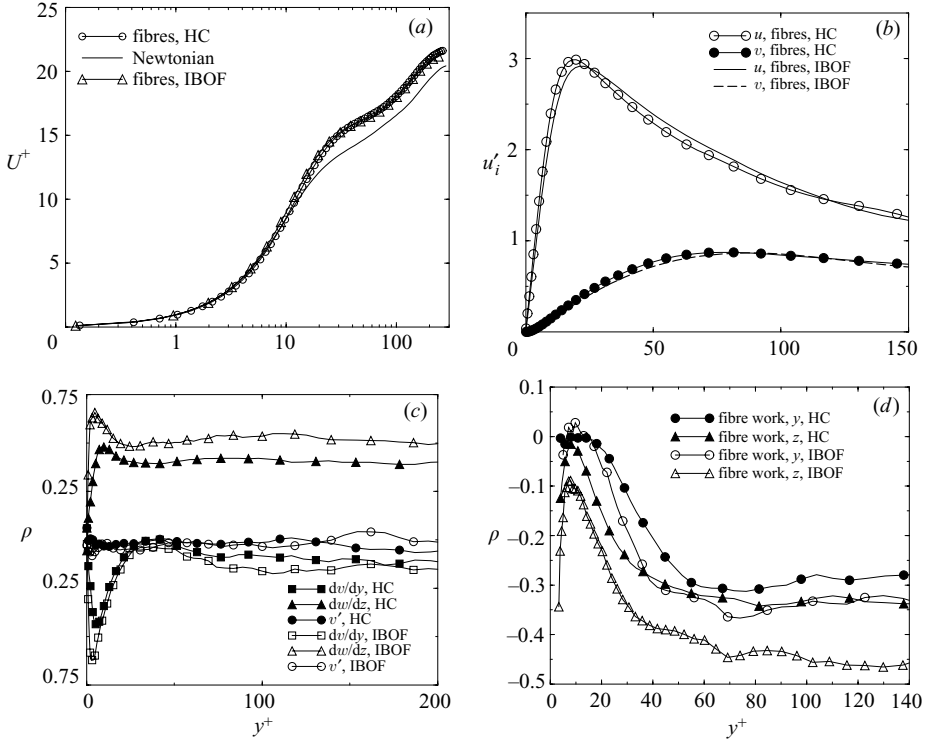 (a)
fibres, HC
Newtonian
fibres, IBOF
25
20
15
10
5
0
U+
1
10
100
(b)
u, fibres, HC
v, fibres, HC
u, fibres, IBOF
v, fibres, IBOF
3
2
1
u′i
0
50
100
150
(c)
0.75
0.25
ρ
0.25
0.75
dv/dy, HC
dw/dz, HC
v′, HC
dv/dy, IBOF
dw/dz, IBOF
v′, IBOF
0
100
200
y+
(d)
fibre work, y, HC
fibre work, z, HC
fibre work, y, IBOF
fibre work, z, IBOF
0.1
0
−0.1
−0.2
ρ
−0.3
−0.4
−0.5
0
20
40
60
80
100
120
140
y+